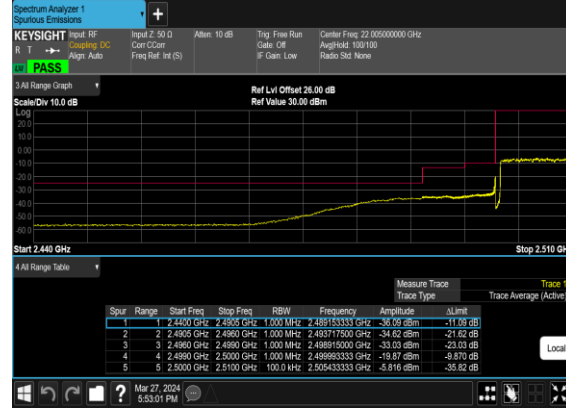 Spectrum Analyzer 1
Spurious Emissions
KEYSIGHT Input: RF Input Z: 50 Ω Atten: 10 dB Trig: Free Run Center Freq: 22.005000000 GHz
R T Coupling: DC Corr CCorr Gate: Off Avg|Hold: 100/100
Align: Auto Freq Ref: Int (S) IF Gain: Low Radio Std: None
PASS
3 All Range Graph
Ref Lvl Offset 26.00 dB
Scale/Div 10.0 dB Ref Value 30.00 dBm
Log
20.0
10.0
0.00
-10.0
-20.0
-30.0
-40.0
-50.0
-60.0
Start 2.440 GHz Stop 2.510 GH
4 All Range Table
Measure Trace Trace 1
Trace Type Trace Average (Active)
Spur Range Start Freq Stop Freq RBW Frequency Amplitude ΔLimit
1 1 2.4400 GHz 2.4905 GHz 1.000 MHz 2.489153333 GHz -36.09 dBm -11.09 dB
2 2 2.4905 GHz 2.4960 GHz 1.000 MHz 2.493717500 GHz -34.62 dBm -21.62 dB
3 3 2.4960 GHz 2.4990 GHz 1.000 MHz 2.498915000 GHz -33.03 dBm -23.03 dB
4 4 2.4990 GHz 2.5000 GHz 1.000 MHz 2.499993333 GHz -19.87 dBm -9.870 dB
5 5 2.5000 GHz 2.5100 GHz 100.0 kHz 2.505433333 GHz -5.816 dBm -35.82 dB
Local
Mar 27, 2024
5:53:01 PM